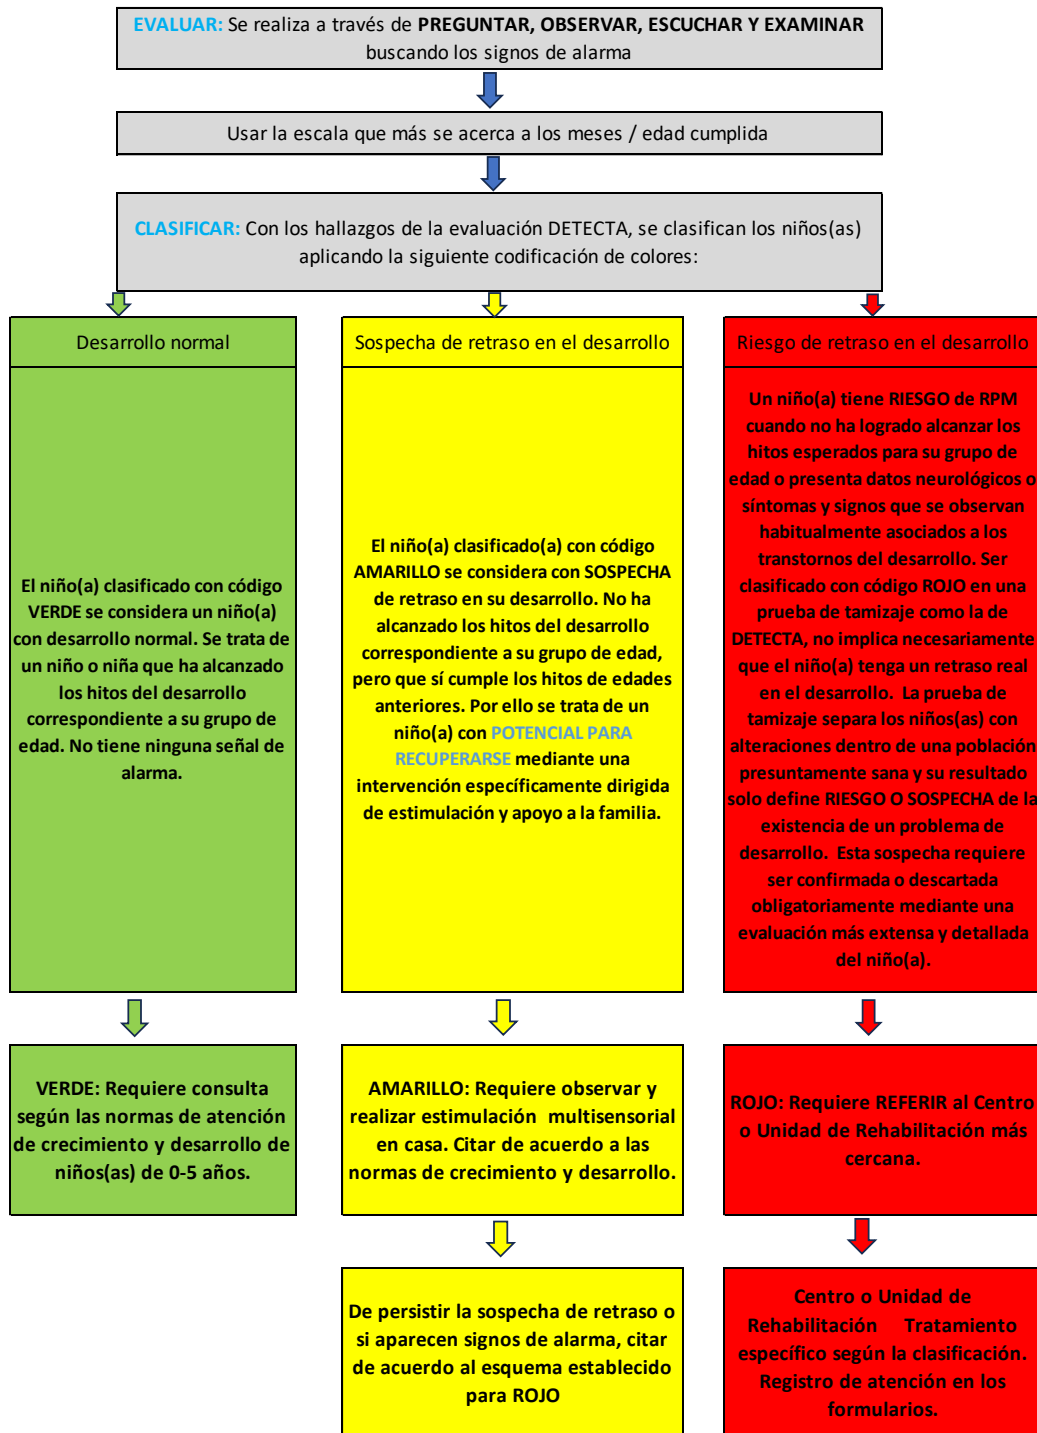 EVALUAR: Se realiza a través de PREGUNTAR, OBSERVAR, ESCUCHAR Y EXAMINAR
buscando los signos de alarma
Usar la escala que más se acerca a los meses / edad cumplida
CLASIFICAR: Con los hallazgos de la evaluación DETECTA, se clasifican los niños(as)
aplicando la siguiente codificación de colores:
Desarrollo normal
El niño(a) clasificado con código
VERDE se considera un niño(a)
con desarrollo normal. Se trata de
un niño o niña que ha alcanzado
los hitos del desarrollo
correspondiente a su grupo de
edad. No tiene ninguna señal de
alarma.
VERDE: Requiere consulta
según las normas de atención
de crecimiento y desarrollo de
niños(as) de 0-5 años.
Sospecha de retraso en el desarrollo
El niño(a) clasificado(a) con código
AMARILLO se considera con SOSPECHA
de retraso en su desarrollo. No ha
alcanzado los hitos del desarrollo
correspondiente a su grupo de edad,
pero que sí cumple los hitos de edades
anteriores. Por ello se trata de un
niño(a) con POTENCIAL PARA
RECUPERARSE mediante una
intervención específicamente dirigida
de estimulación y apoyo a la familia.
AMARILLO: Requiere observar y
realizar estimulación multisensorial
en casa. Citar de acuerdo a las
normas de crecimiento y desarrollo.
De persistir la sospecha de retraso o
si aparecen signos de alarma, citar
de acuerdo al esquema establecido
para ROJO
Riesgo de retraso en el desarrollo
Un niño(a) tiene RIESGO de RPM
cuando no ha logrado alcanzar los
hitos esperados para su grupo de
edad o presenta datos neurológicos o
síntomas y signos que se observan
habitualmente asociados a los
transtornos del desarrollo. Ser
clasificado con código ROJO en una
prueba de tamizaje como la de
DETECTA, no implica necesariamente
que el niño(a) tenga un retraso real
en el desarrollo. La prueba de
tamizaje separa los niños(as) con
alteraciones dentro de una población
presuntamente sana y su resultado
solo define RIESGO O SOSPECHA de la
existencia de un problema de
desarrollo. Esta sospecha requiere
ser confirmada o descartada
obligatoriamente mediante una
evaluación más extensa y detallada
del niño(a).
ROJO: Requiere REFERIR al Centro
o Unidad de Rehabilitación más
cercana.
Centro o Unidad de
Rehabilitación Tratamiento
específico según la clasificación.
Registro de atención en los
formularios.